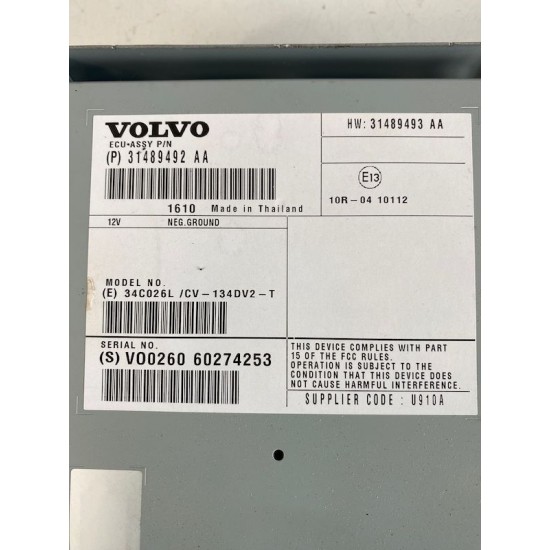 VOLVO
ECU-ASSY P/N
(P) 31489492 AA
1610 Made in Thailand
12V NEG.GROUND
HW: 31489493 AA
E13
10R-04 10112
MODEL NO.
(E) 34C026L /CV-134DV2-T
SERIAL NO.
(S) VO0260 60274253
THIS DEVICE COMPLIES WITH PART
15 OF THE FCC RULES.
OPERATION IS SUBJECT TO THE
CONDITION THAT THIS DEVICE DOES
NOT CAUSE HARMFUL INTERFERENCE.
SUPPLIER CODE : U910A